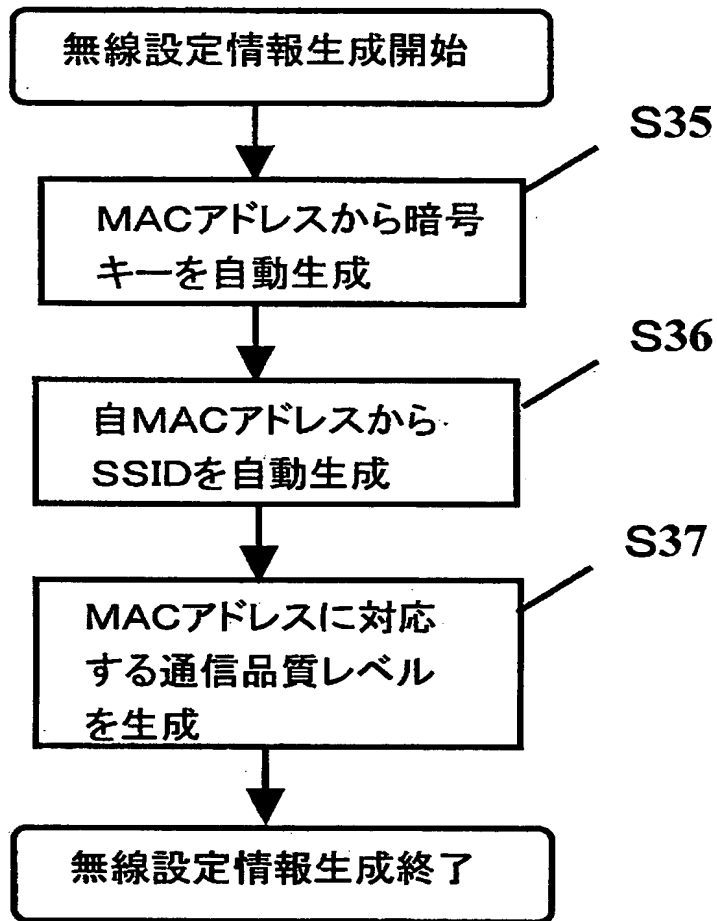 無線設定情報生成開始
S35
MACアドレスから暗号
キーを自動生成
S36
自MACアドレスから
SSIDを自動生成
S37
MACアドレスに対応
する通信品質レベル
を生成
無線設定情報生成終了